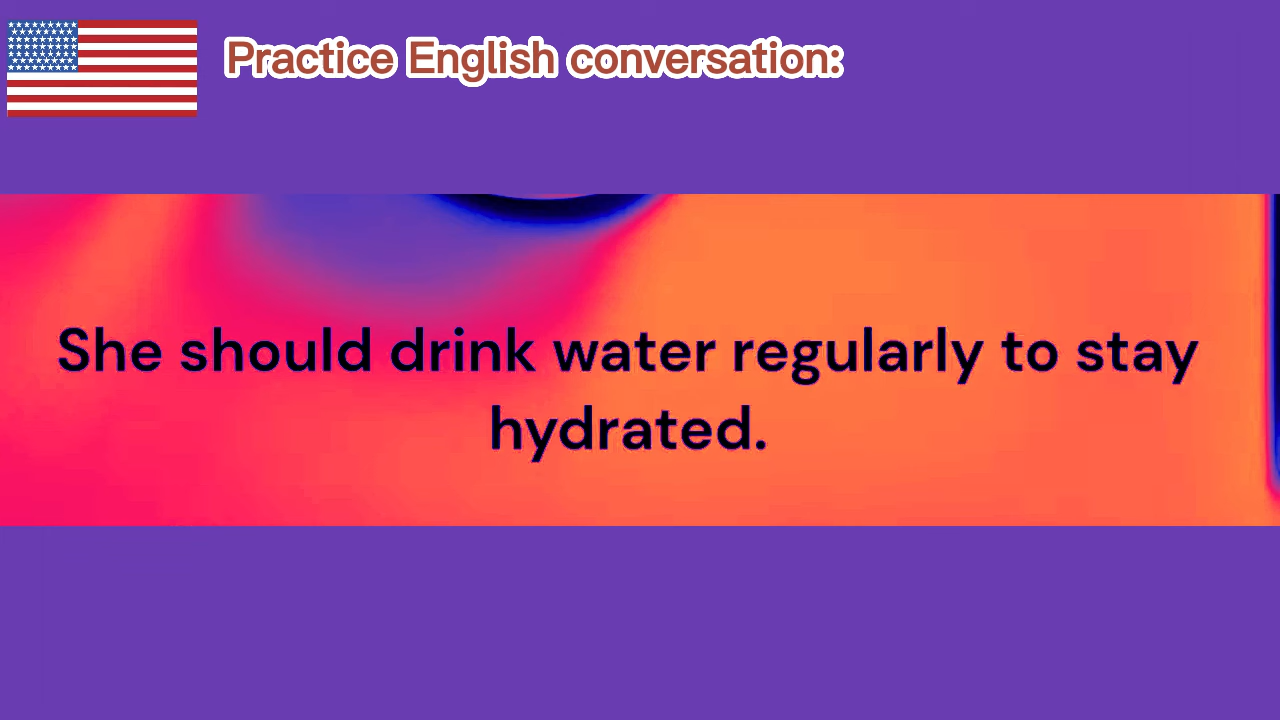 Practice English conversation:
She should drink water regularly to stay
hydrated.